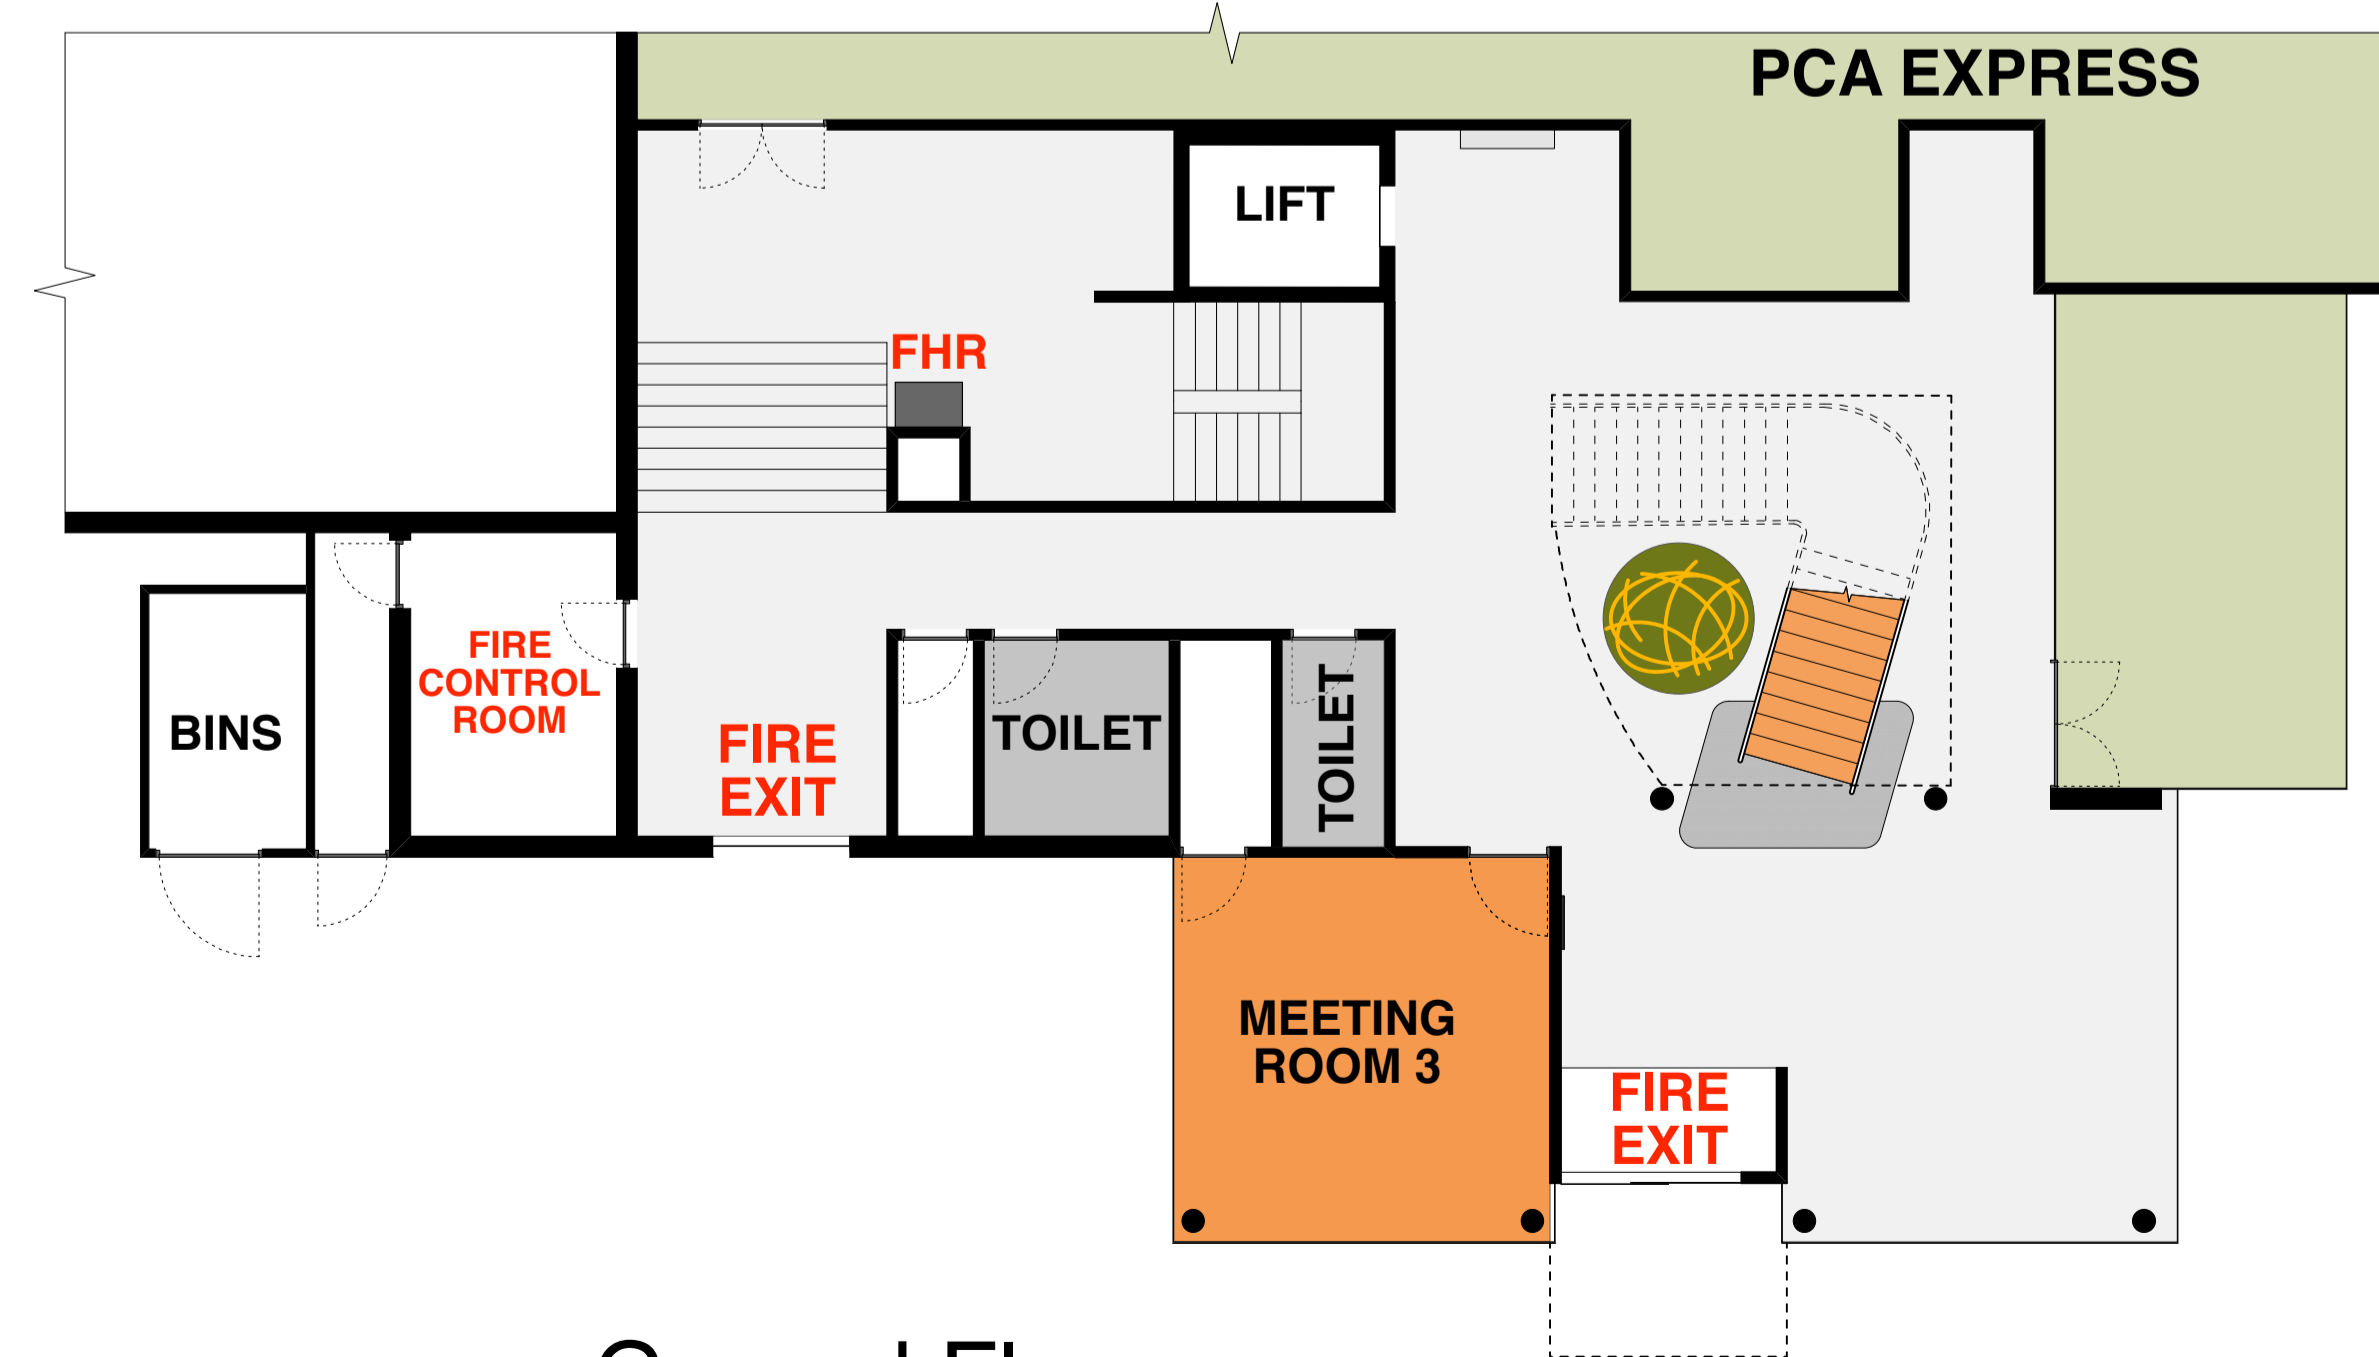 PCA EXPRESS
LIFT
FHR
FIRE
CONTROL
ROOM
BINS
FIRE
EXIT
TOILET
TOILET
MEETING
ROOM 3
FIRE
EXIT